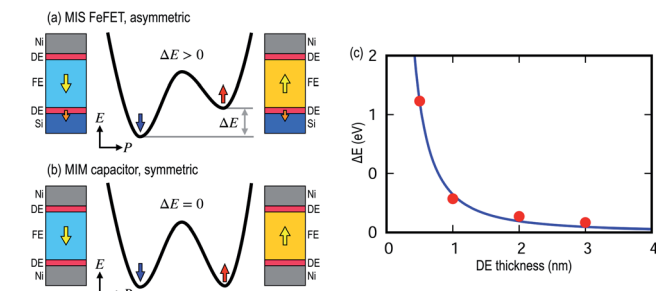 (a) MIS FeFET, asymmetric
Ni
DE
FE
DE
Si
E
P
ΔE > 0
ΔE
Ni
DE
FE
DE
Si
(b) MIM capacitor, symmetric
Ni
DE
FE
DE
Ni
E
ΔE = 0
Ni
DE
FE
DE
Ni
(c)
2
1
0
0
ΔE (eV)
0 1 2 3 4
DE thickness (nm)